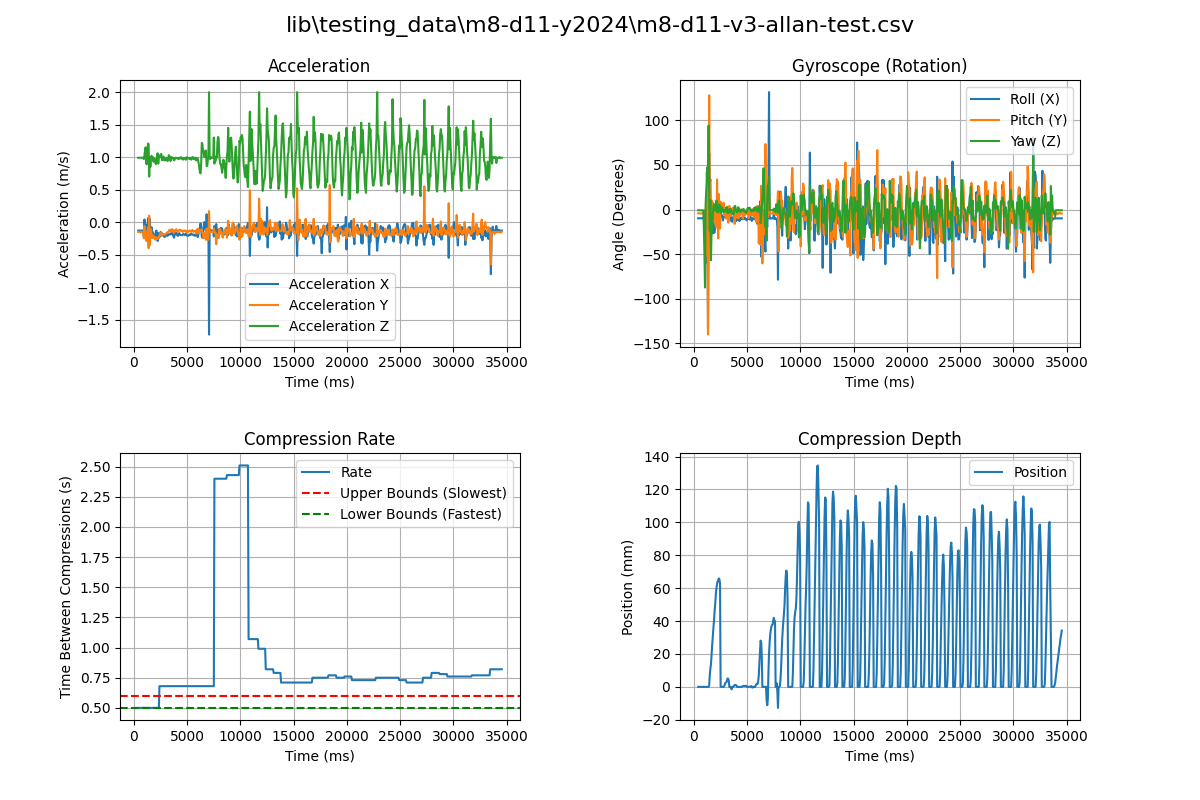 lib\testing_data\m8-d11-y2024\m8-d11-v3-allan-test.csv
Acceleration
2.0
1.5
1.0
0.5
0.0
−0.5
−1.0
−1.5
Acceleration (m/s)
Acceleration X
Acceleration Y
Acceleration Z
0 5000 10000 15000 20000 25000 30000 35000
Time (ms)
Gyroscope (Rotation)
100
50
0
−50
−100
−150
Angle (Degrees)
Roll (X)
Pitch (Y)
Yaw (Z)
0 5000 10000 15000 20000 25000 30000 35000
Time (ms)
Compression Rate
2.50
2.25
2.00
1.75
1.50
1.25
1.00
0.75
0.50
Time Between Compressions (s)
Rate
Upper Bounds (Slowest)
Lower Bounds (Fastest)
0 5000 10000 15000 20000 25000 30000 35000
Time (ms)
Compression Depth
140
120
100
80
60
40
20
0
−20
Position (mm)
Position
0 5000 10000 15000 20000 25000 30000 35000
Time (ms)